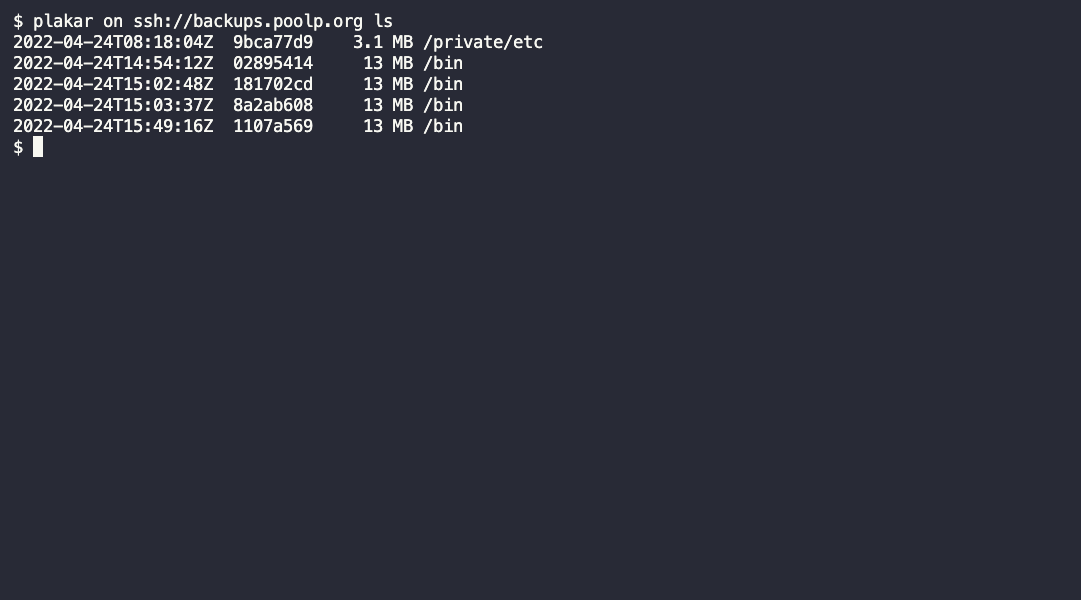 $ plakar on ssh://backups.poolp.org ls
2022-04-24T08:18:04Z  9bca77d9    3.1 MB /private/etc
2022-04-24T14:54:12Z  02895414     13 MB /bin
2022-04-24T15:02:48Z  181702cd     13 MB /bin
2022-04-24T15:03:37Z  8a2ab608     13 MB /bin
2022-04-24T15:49:16Z  1107a569     13 MB /bin
$